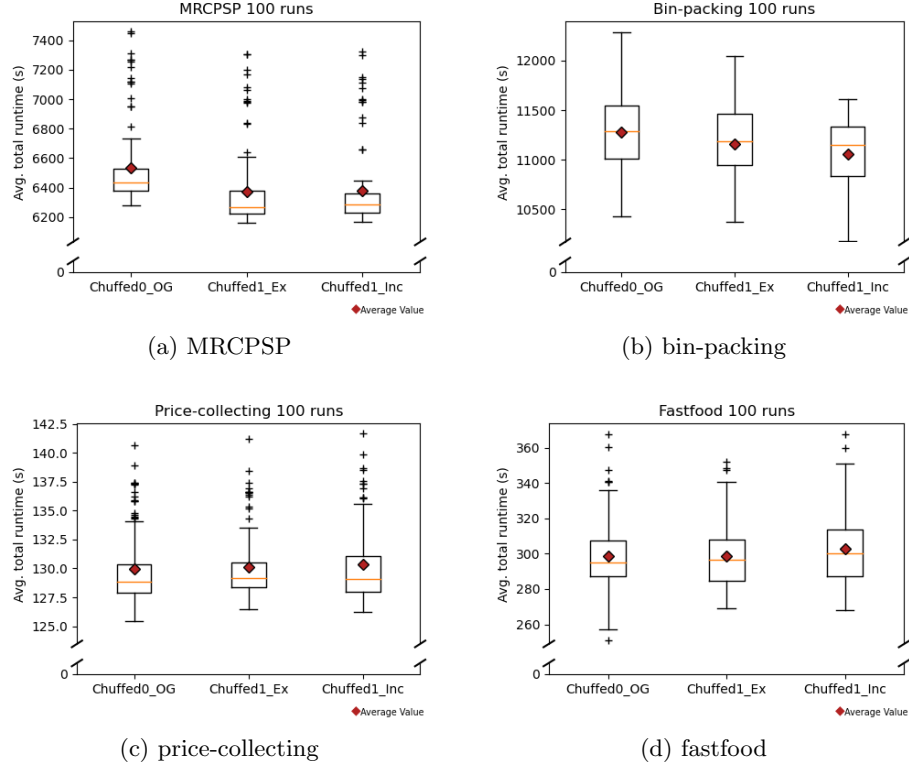 MRCPSP 100 runs
Avg. total runtime (s)
7400
7200
7000
6800
6600
6400
6200
0
Chuffed0_OG Chuffed1_Ex Chuffed1_Inc
Average Value
(a) MRCPSP
Bin-packing 100 runs
Avg. total runtime (s)
12000
11500
11000
10500
0
Chuffed0_OG Chuffed1_Ex Chuffed1_Inc
Average Value
(b) bin-packing
Price-collecting 100 runs
Avg. total runtime (s)
142.5
140.0
137.5
135.0
132.5
130.0
127.5
125.0
0
Chuffed0_OG Chuffed1_Ex Chuffed1_Inc
Average Value
(c) price-collecting
Fastfood 100 runs
Avg. total runtime (s)
360
340
320
300
280
260
0
Chuffed0_OG Chuffed1_Ex Chuffed1_Inc
Average Value
(d) fastfood